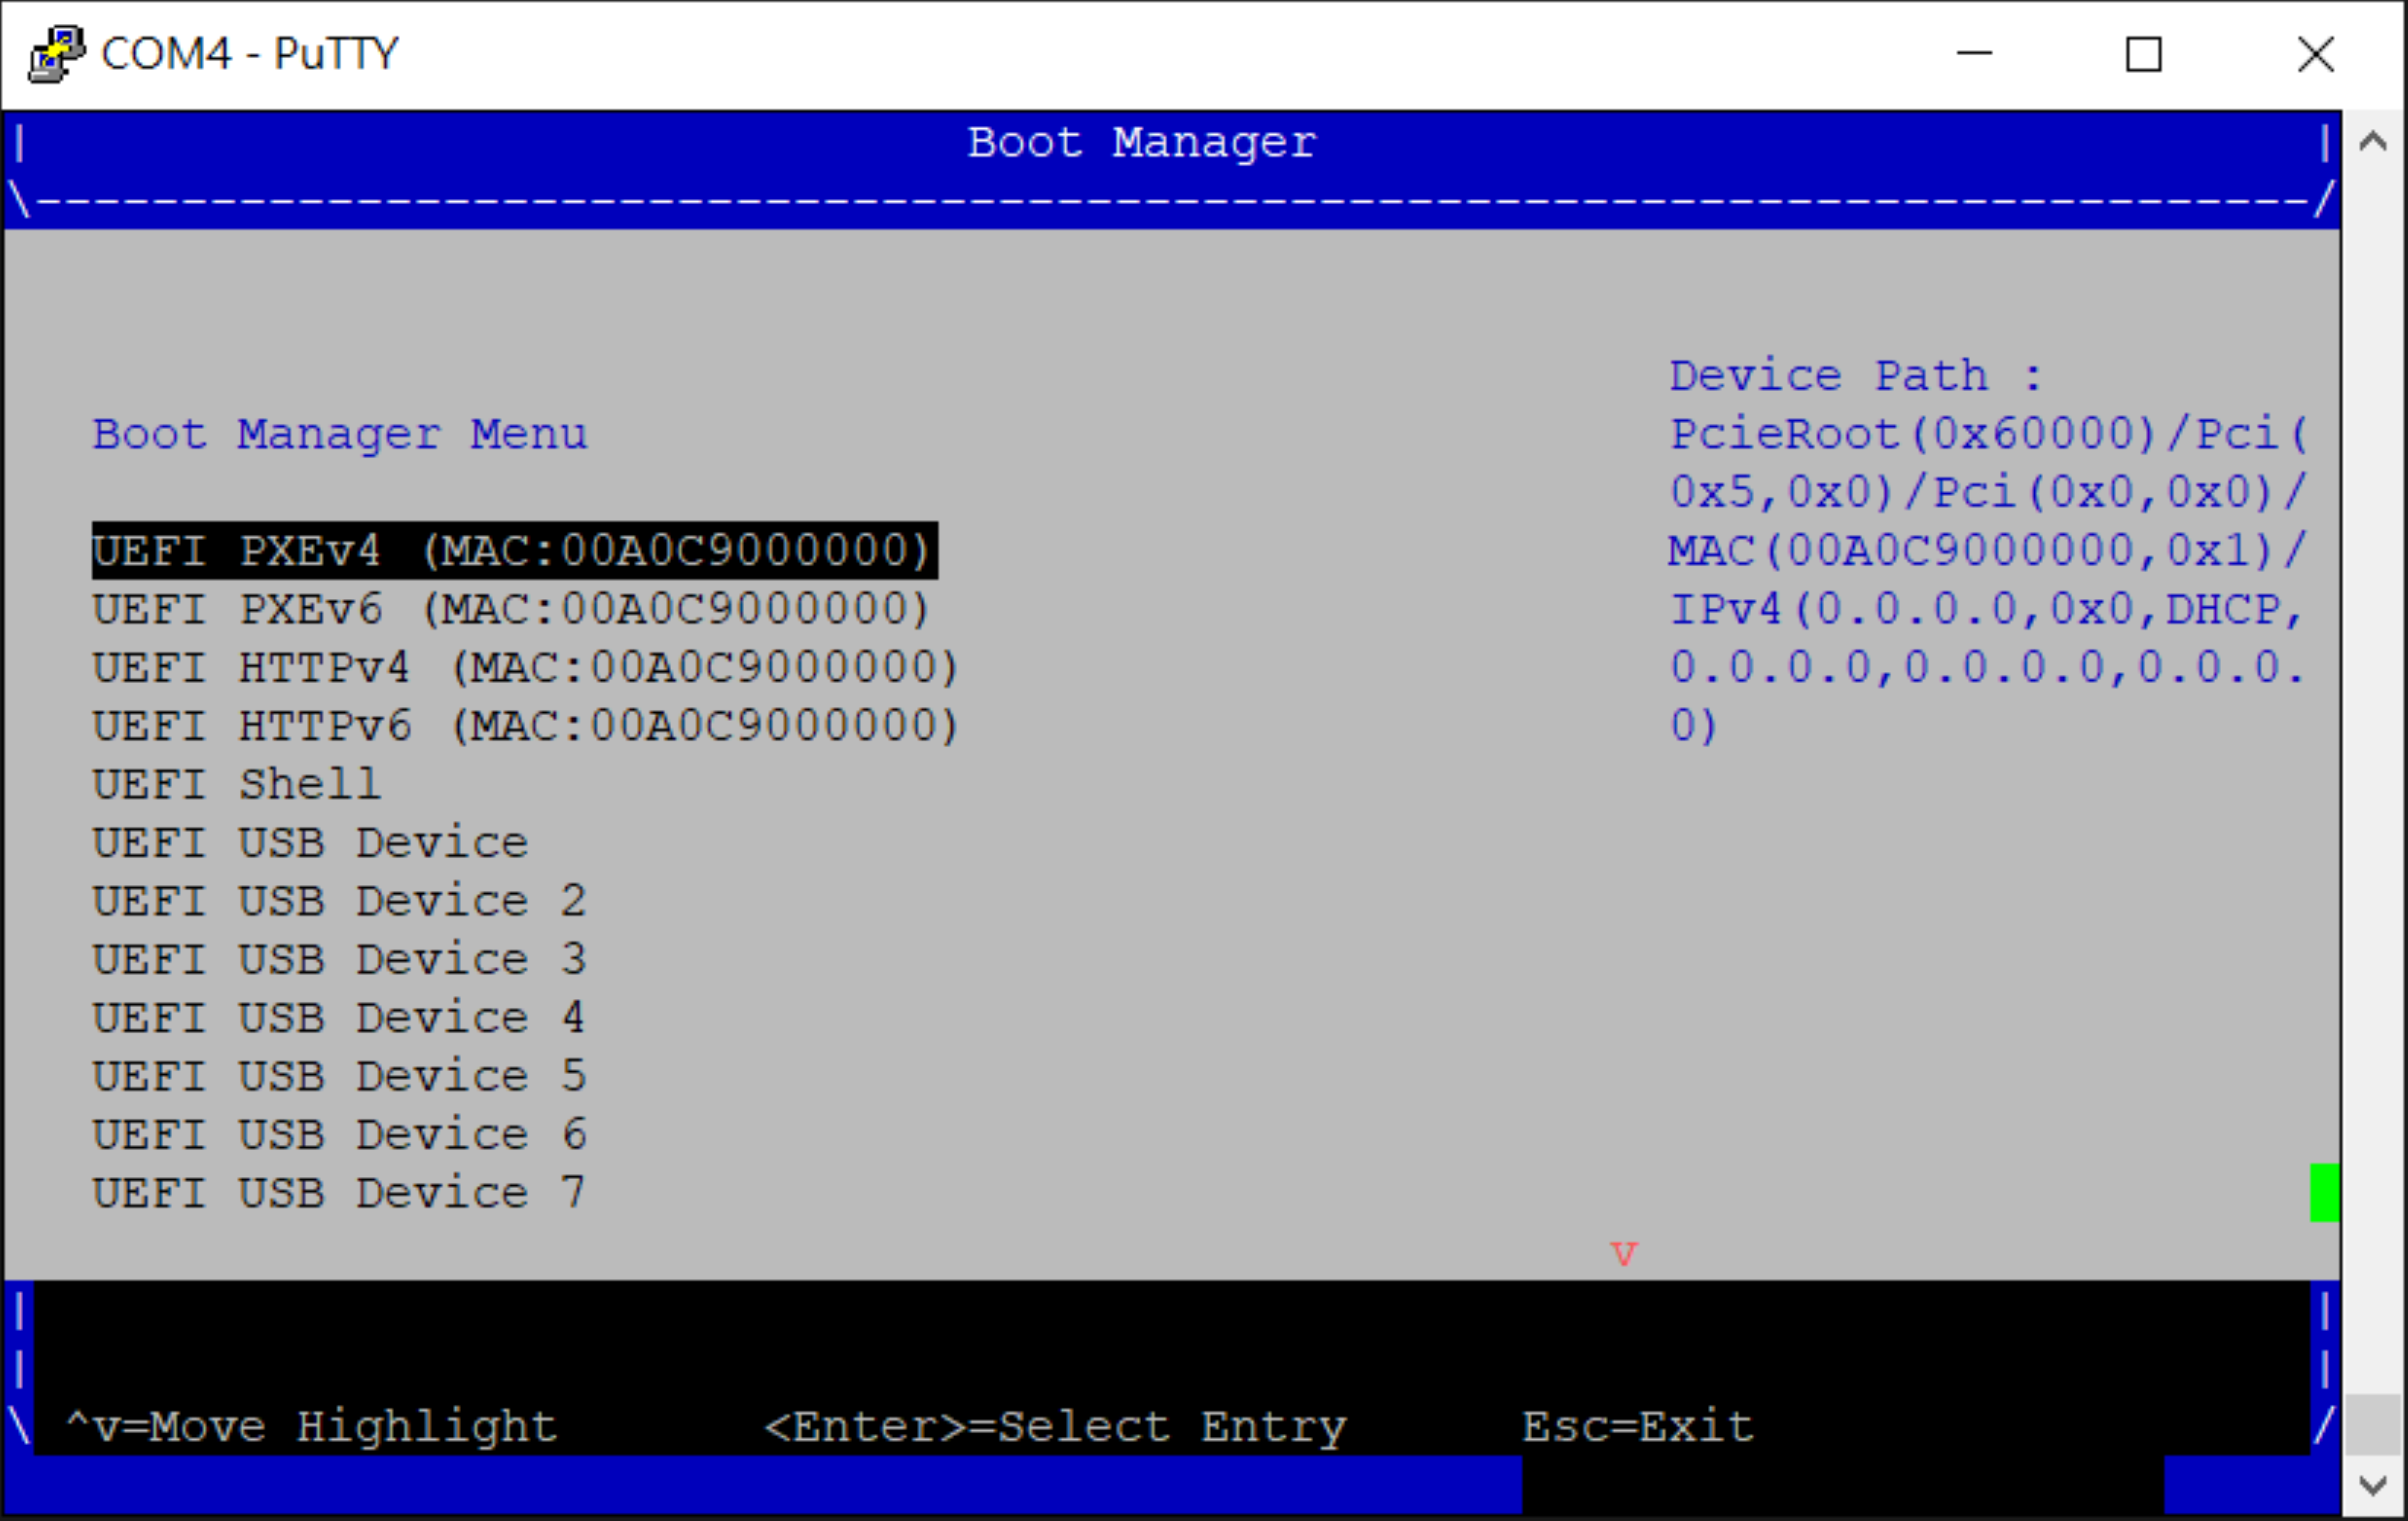 COM4 - PuTTY
| Boot Manager |
\------------------------------------------------------------------------------/
Device Path :
Boot Manager Menu PcieRoot(0x60000)/Pci(
0x5,0x0)/Pci(0x0,0x0)/
UEFI PXEv4 (MAC:00A0C9000000) MAC(00A0C9000000,0x1)/
UEFI PXEv6 (MAC:00A0C9000000) IPv4(0.0.0.0,0x0,DHCP,
UEFI HTTPv4 (MAC:00A0C9000000) 0.0.0.0,0.0.0.0,0.0.0.
UEFI HTTPv6 (MAC:00A0C9000000) 0)
UEFI Shell
UEFI USB Device
UEFI USB Device 2
UEFI USB Device 3
UEFI USB Device 4
UEFI USB Device 5
UEFI USB Device 6
UEFI USB Device 7
v
| |
| |
\ ^v=Move Highlight <Enter>=Select Entry Esc=Exit /